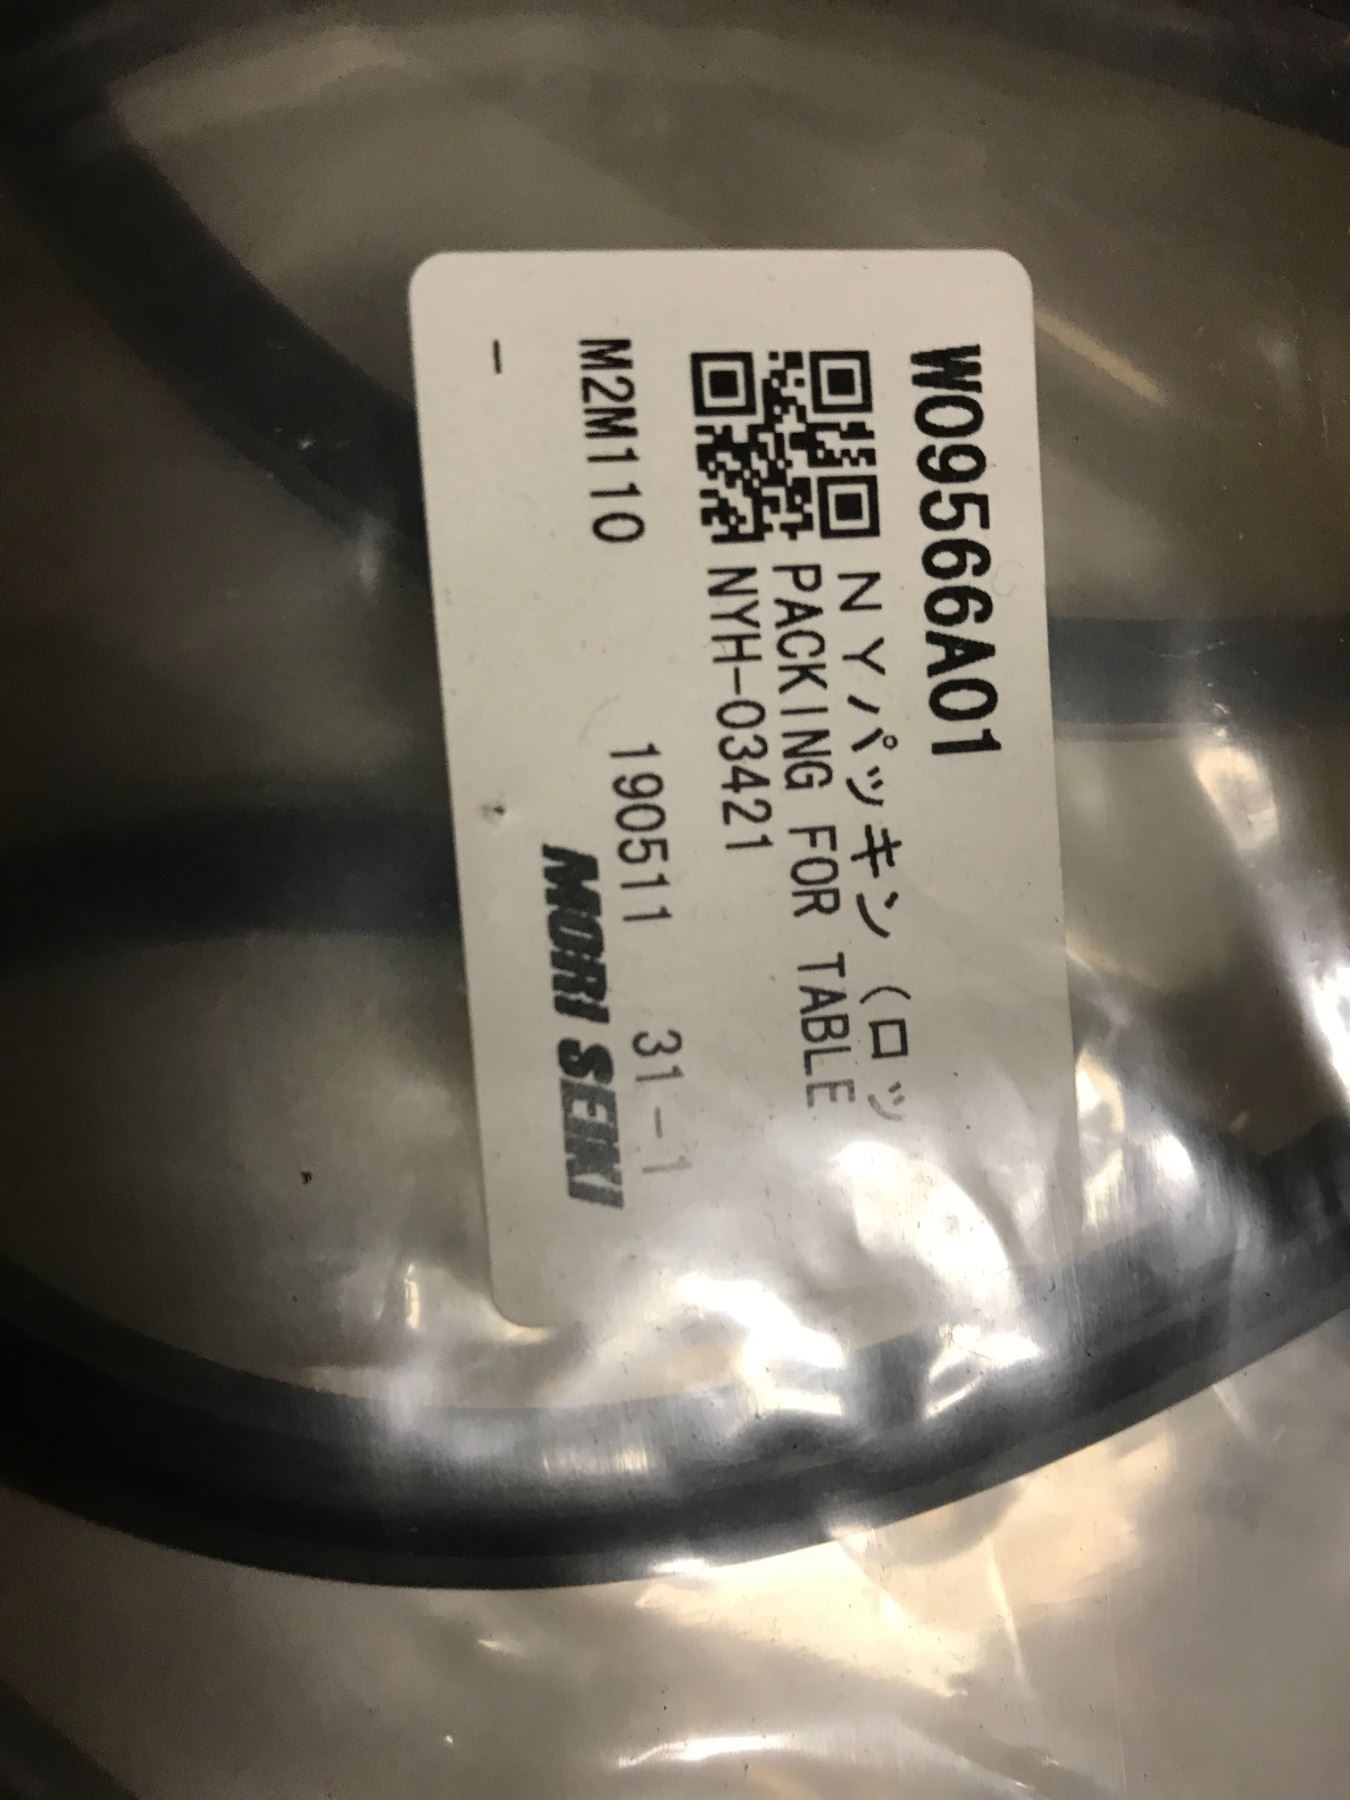 W09566A01
NYパッキン(ロッ
PACKING FOR TABLE
NYH-03421
M2M110 190511 31-1
MORI SEIKI
-